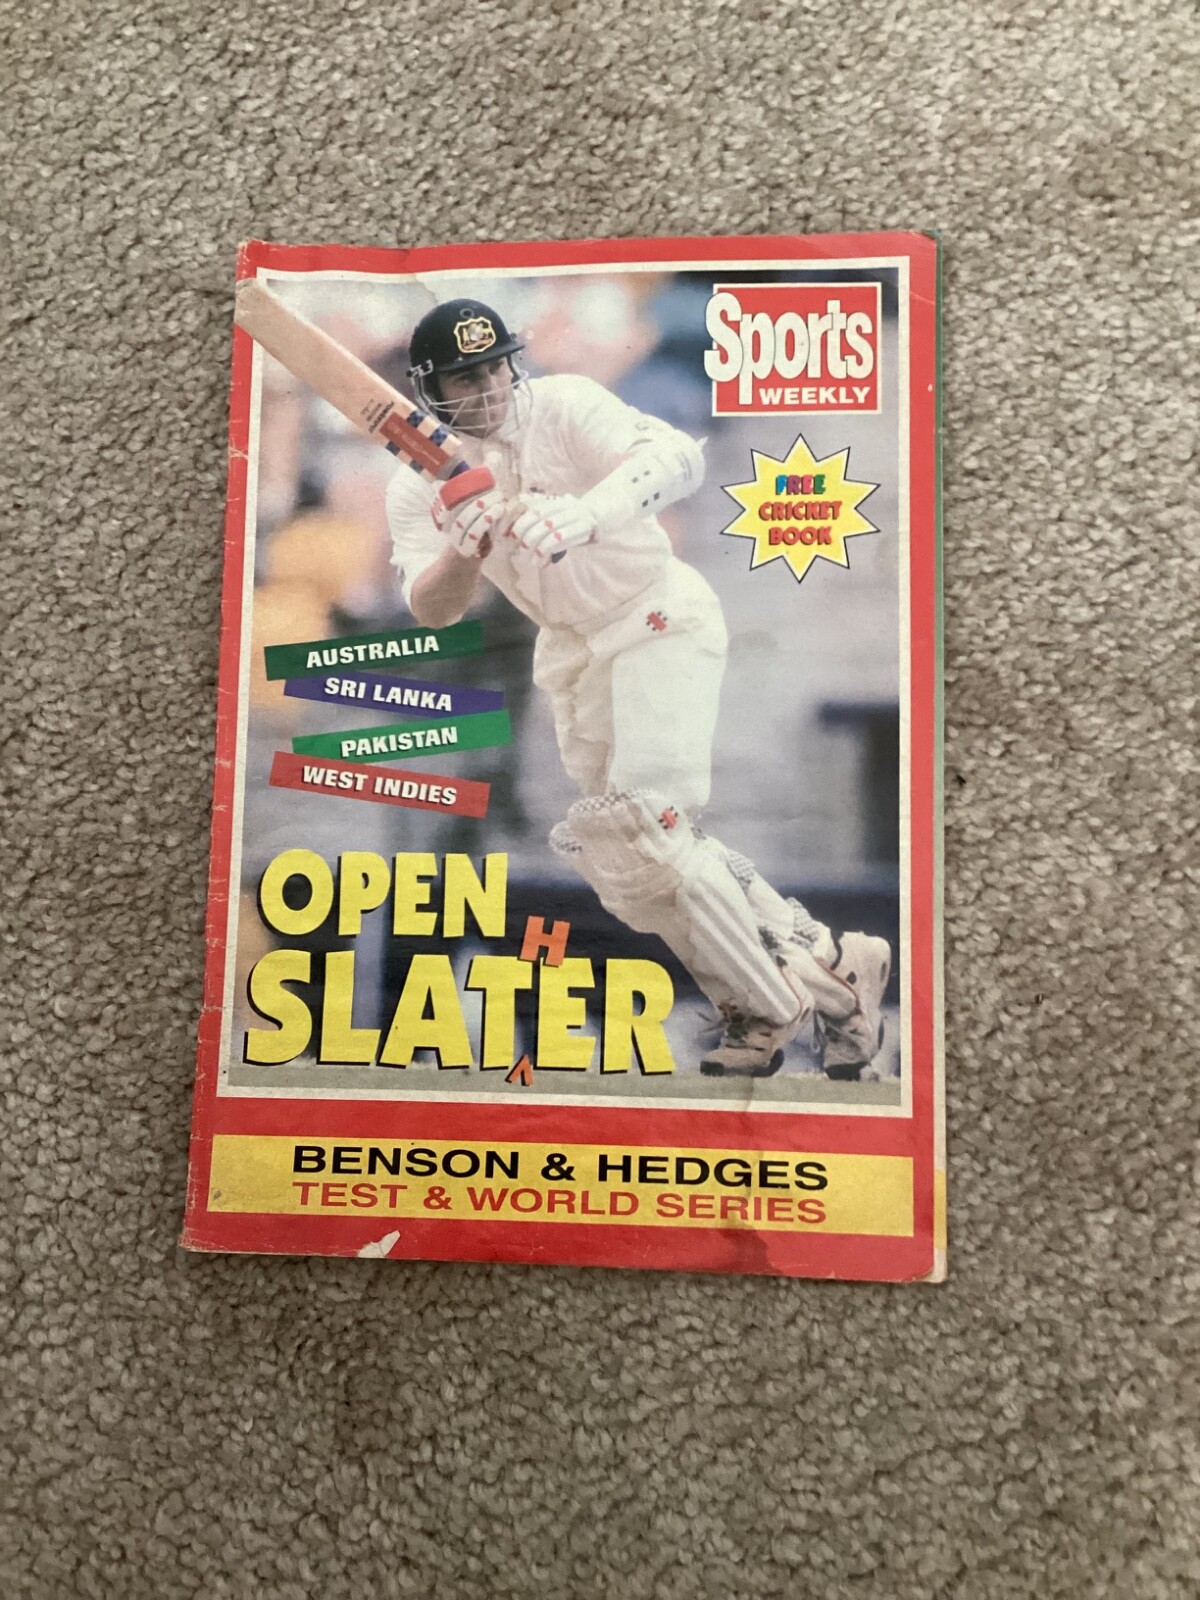 Sports
WEEKLY
FREE
CRICKET
BOOK
AUSTRALIA
SRI LANKA
PAKISTAN
WEST INDIES
OPEN
H
SLATER
BENSON & HEDGES
TEST & WORLD SERIES